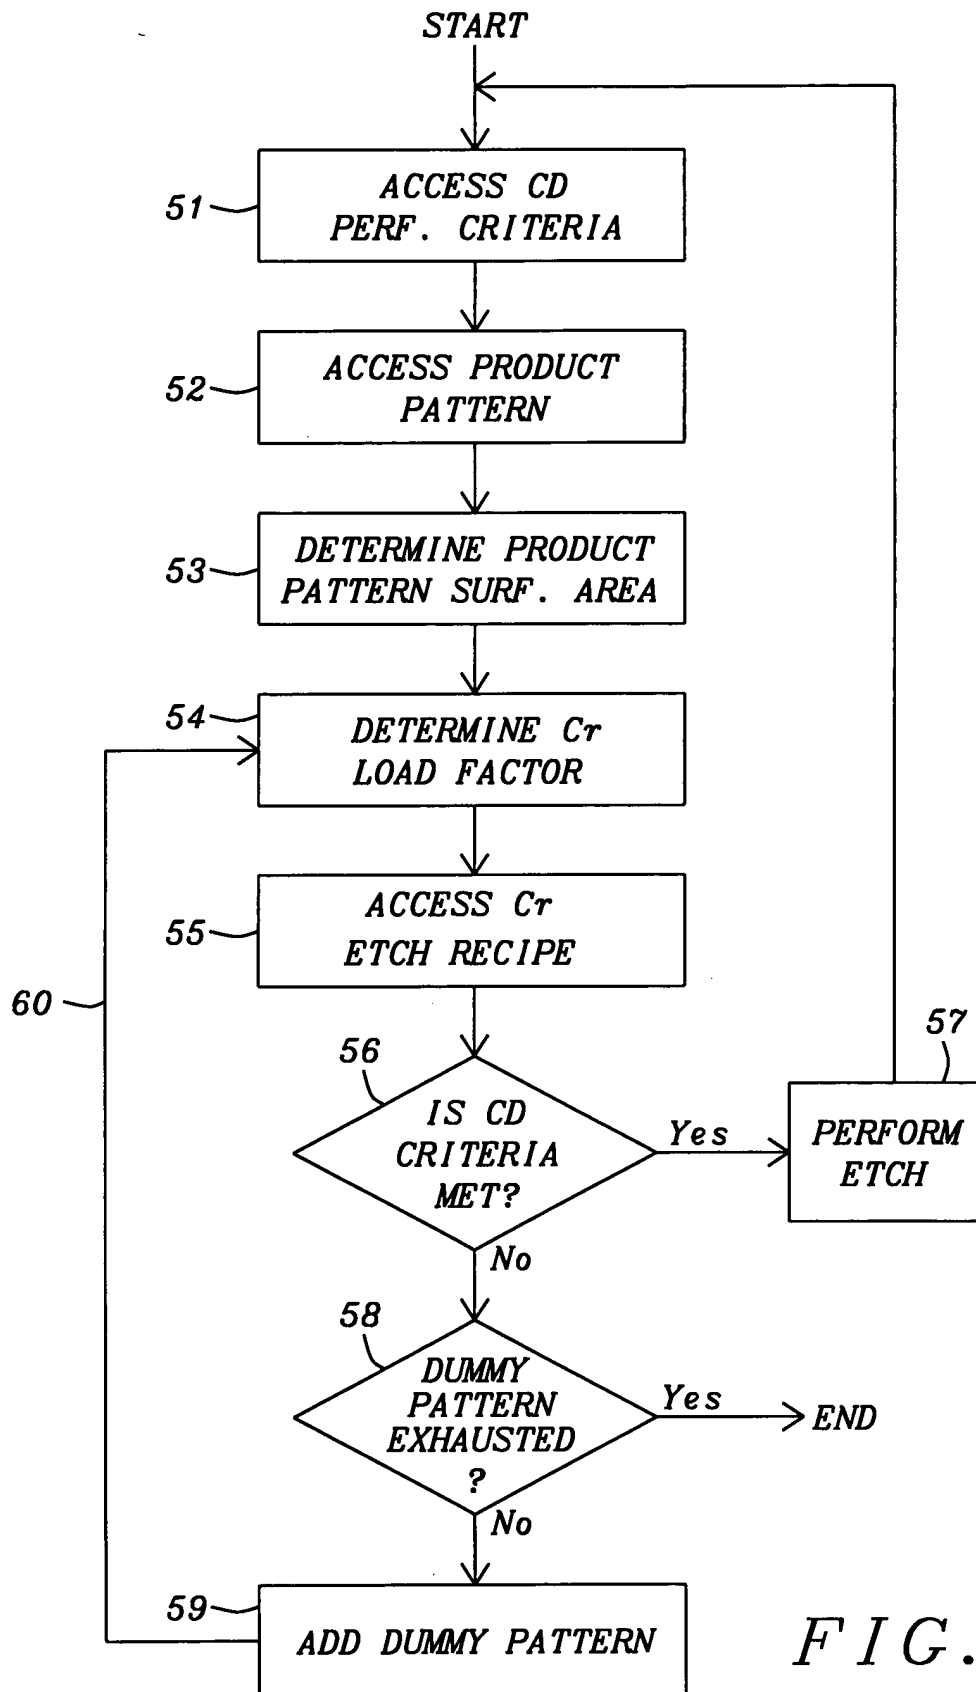 START
51
ACCESS CD
PERF. CRITERIA
52
ACCESS PRODUCT
PATTERN
53
DETERMINE PRODUCT
PATTERN SURF. AREA
54
DETERMINE Cr
LOAD FACTOR
55
ACCESS Cr
ETCH RECIPE
60
56
IS CD
CRITERIA
MET?
Yes
57
PERFORM
ETCH
No
58
DUMMY
PATTERN
EXHAUSTED
?
Yes
END
No
59
ADD DUMMY PATTERN
FIG.